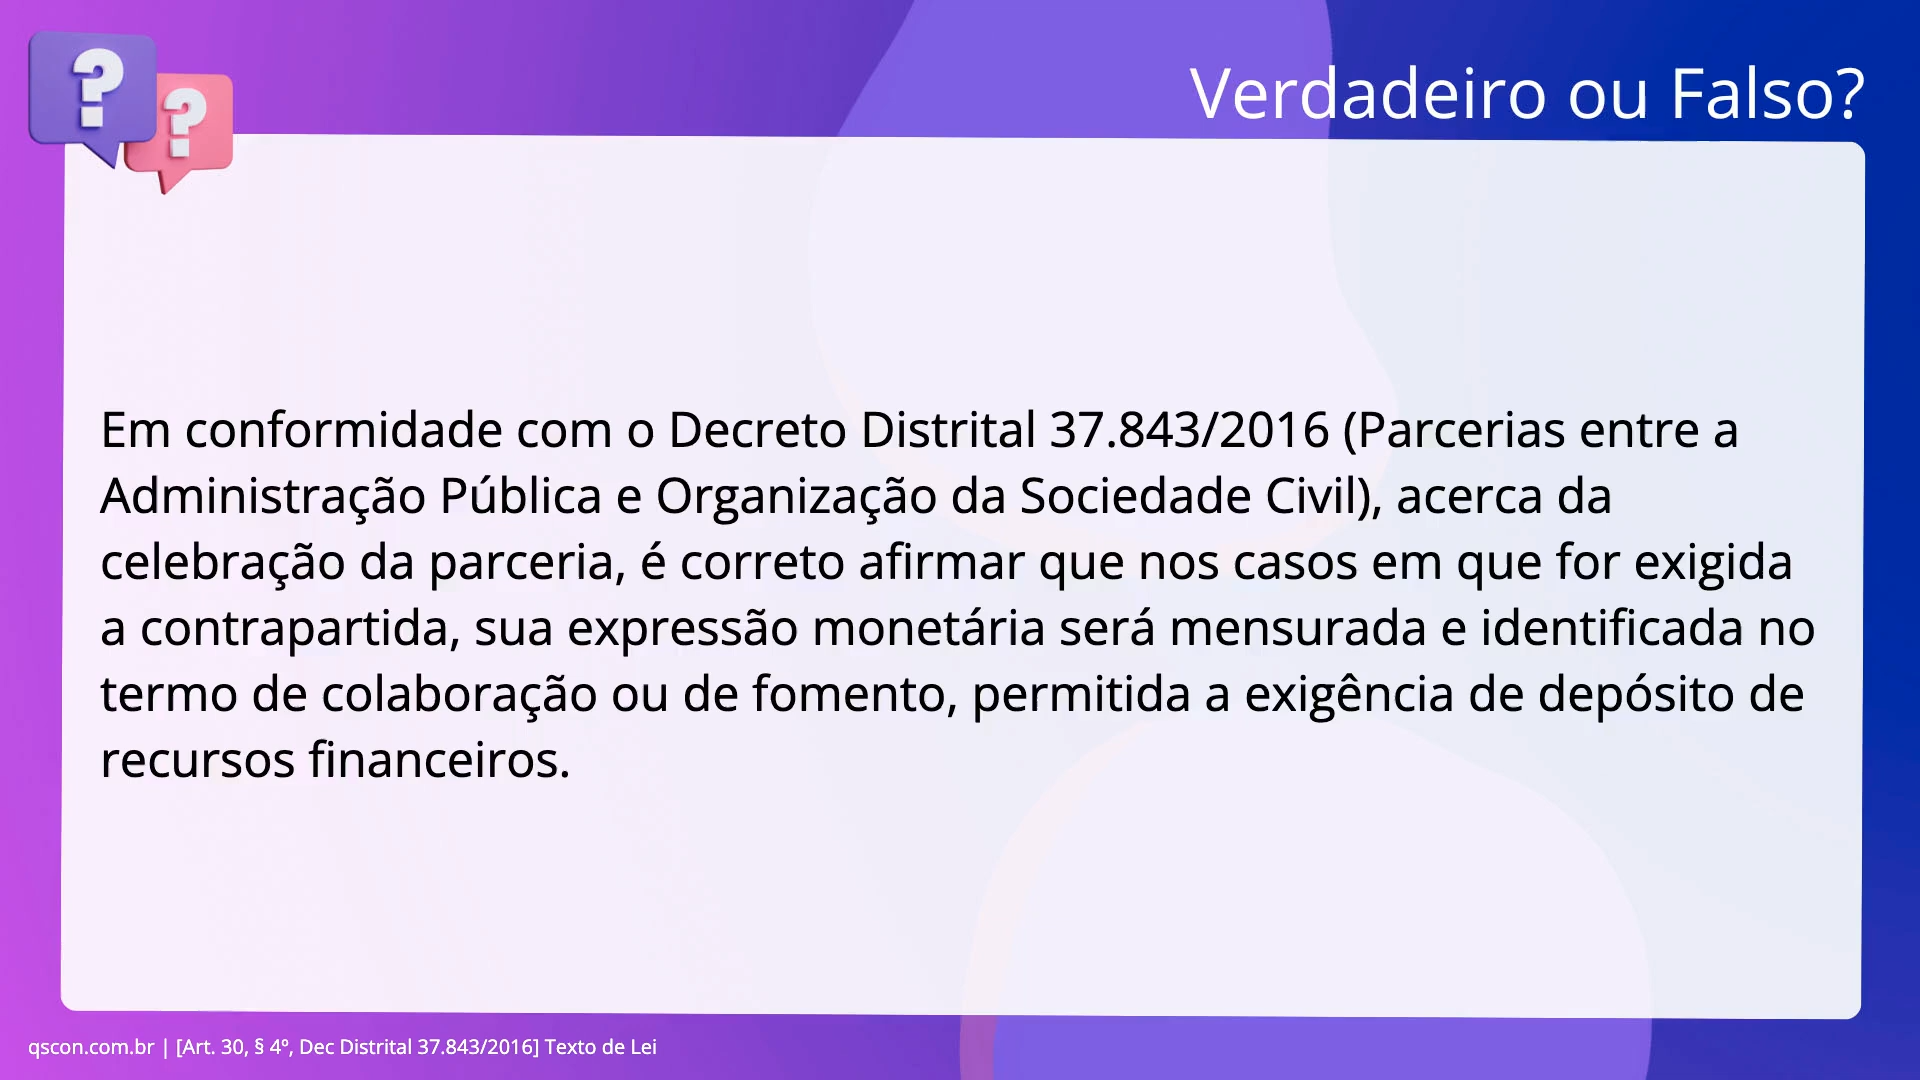 Verdadeiro ou Falso?
Em conformidade com o Decreto Distrital 37.843/2016 (Parcerias entre a
Administração Pública e Organização da Sociedade Civil), acerca da
celebração da parceria, é correto afirmar que nos casos em que for exigida
a contrapartida, sua expressão monetária será mensurada e identificada no
termo de colaboração ou de fomento, permitida a exigência de depósito de
recursos financeiros.
qscon.com.br | [Art. 30, § 4º, Dec Distrital 37.843/2016] Texto de Lei